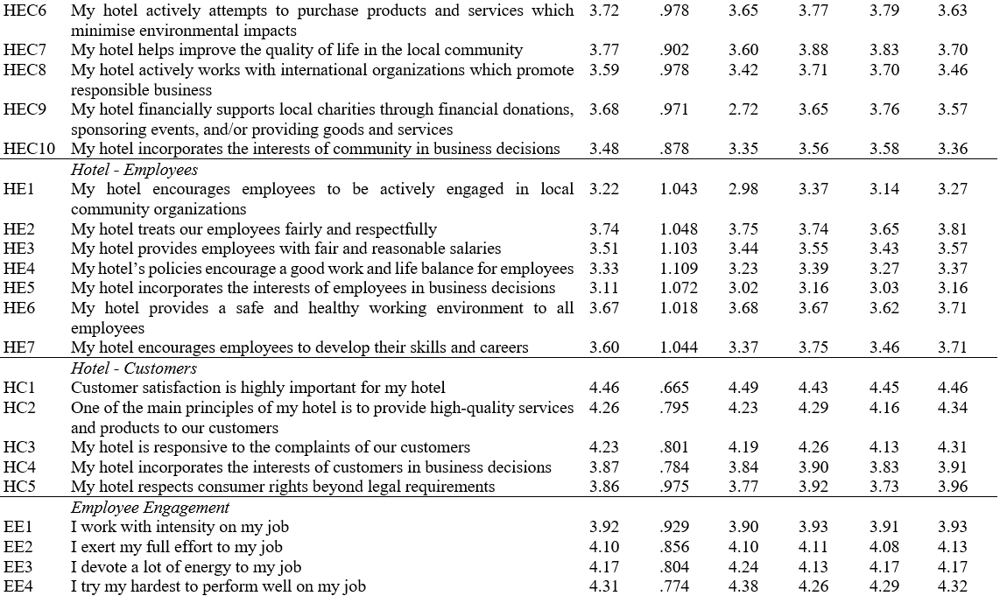 HEC6 My hotel actively attempts to purchase products and services which 3.72 .978 3.65 3.77 3.79 3.63
minimise environmental impacts
HEC7 My hotel helps improve the quality of life in the local community 3.77 .902 3.60 3.88 3.83 3.70
HEC8 My hotel actively works with international organizations which promote 3.59 .978 3.42 3.71 3.70 3.46
responsible business
HEC9 My hotel financially supports local charities through financial donations, 3.68 .971 2.72 3.65 3.76 3.57
sponsoring events, and/or providing goods and services
HEC10 My hotel incorporates the interests of community in business decisions 3.48 .878 3.35 3.56 3.58 3.36
Hotel - Employees
HE1 My hotel encourages employees to be actively engaged in local 3.22 1.043 2.98 3.37 3.14 3.27
community organizations
HE2 My hotel treats our employees fairly and respectfully 3.74 1.048 3.75 3.74 3.65 3.81
HE3 My hotel provides employees with fair and reasonable salaries 3.51 1.103 3.44 3.55 3.43 3.57
HE4 My hotel's policies encourage a good work and life balance for employees 3.33 1.109 3.23 3.39 3.27 3.37
HE5 My hotel incorporates the interests of employees in business decisions 3.11 1.072 3.02 3.16 3.03 3.16
HE6 My hotel provides a safe and healthy working environment to all 3.67 1.018 3.68 3.67 3.62 3.71
employees
HE7 My hotel encourages employees to develop their skills and careers 3.60 1.044 3.37 3.75 3.46 3.71
Hotel - Customers
HC1 Customer satisfaction is highly important for my hotel 4.46 .665 4.49 4.43 4.45 4.46
HC2 One of the main principles of my hotel is to provide high-quality services 4.26 .795 4.23 4.29 4.16 4.34
and products to our customers
HC3 My hotel is responsive to the complaints of our customers 4.23 .801 4.19 4.26 4.13 4.31
HC4 My hotel incorporates the interests of customers in business decisions 3.87 .784 3.84 3.90 3.83 3.91
HC5 My hotel respects consumer rights beyond legal requirements 3.86 .975 3.77 3.92 3.73 3.96
Employee Engagement
EE1 I work with intensity on my job 3.92 .929 3.90 3.93 3.91 3.93
EE2 I exert my full effort to my job 4.10 .856 4.10 4.11 4.08 4.13
EE3 I devote a lot of energy to my job 4.17 .804 4.24 4.13 4.17 4.17
EE4 I try my hardest to perform well on my job 4.31 .774 4.38 4.26 4.29 4.32